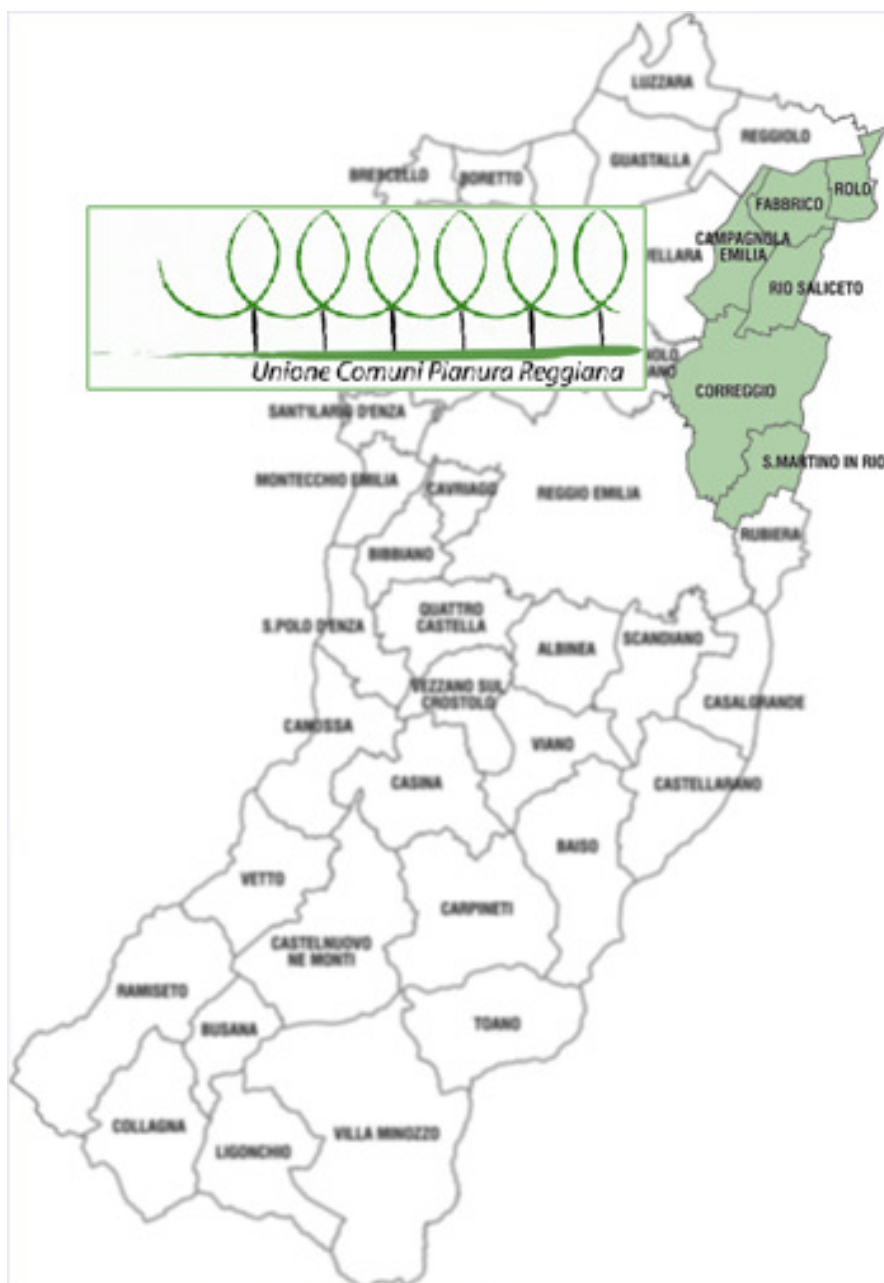 LUZZARA
REGGIOLO
GUASTALLA
BRESCELLO
BORETTO
ROLO
FABBRICO
CAMPAGNOLA
EMILIA
RIO SALICETO
Unione Comuni Pianura Reggiana
CORREGGIO
SANT'ILARIO D'ENZA
S.MARTINO IN RIO
MONTECCHIO EMILIA
CAVRIAGO
REGGIO EMILIA
RUBIERA
BIBBIANO
QUATTRO
CASTELLA
S.POLO D'ENZA
ALBINEA
SCANDIANO
VEZZANO SUL
CROSTOLO
CASALGRANDE
CANOSSA
VIANO
CASINA
CASTELLARANO
BAISO
VETTO
CARPINETI
CASTELNUOVO
NE MONTI
RAMISETO
BUSANA
TOANO
COLLAGNA
LIGONCHIO
VILLA MINOZZO